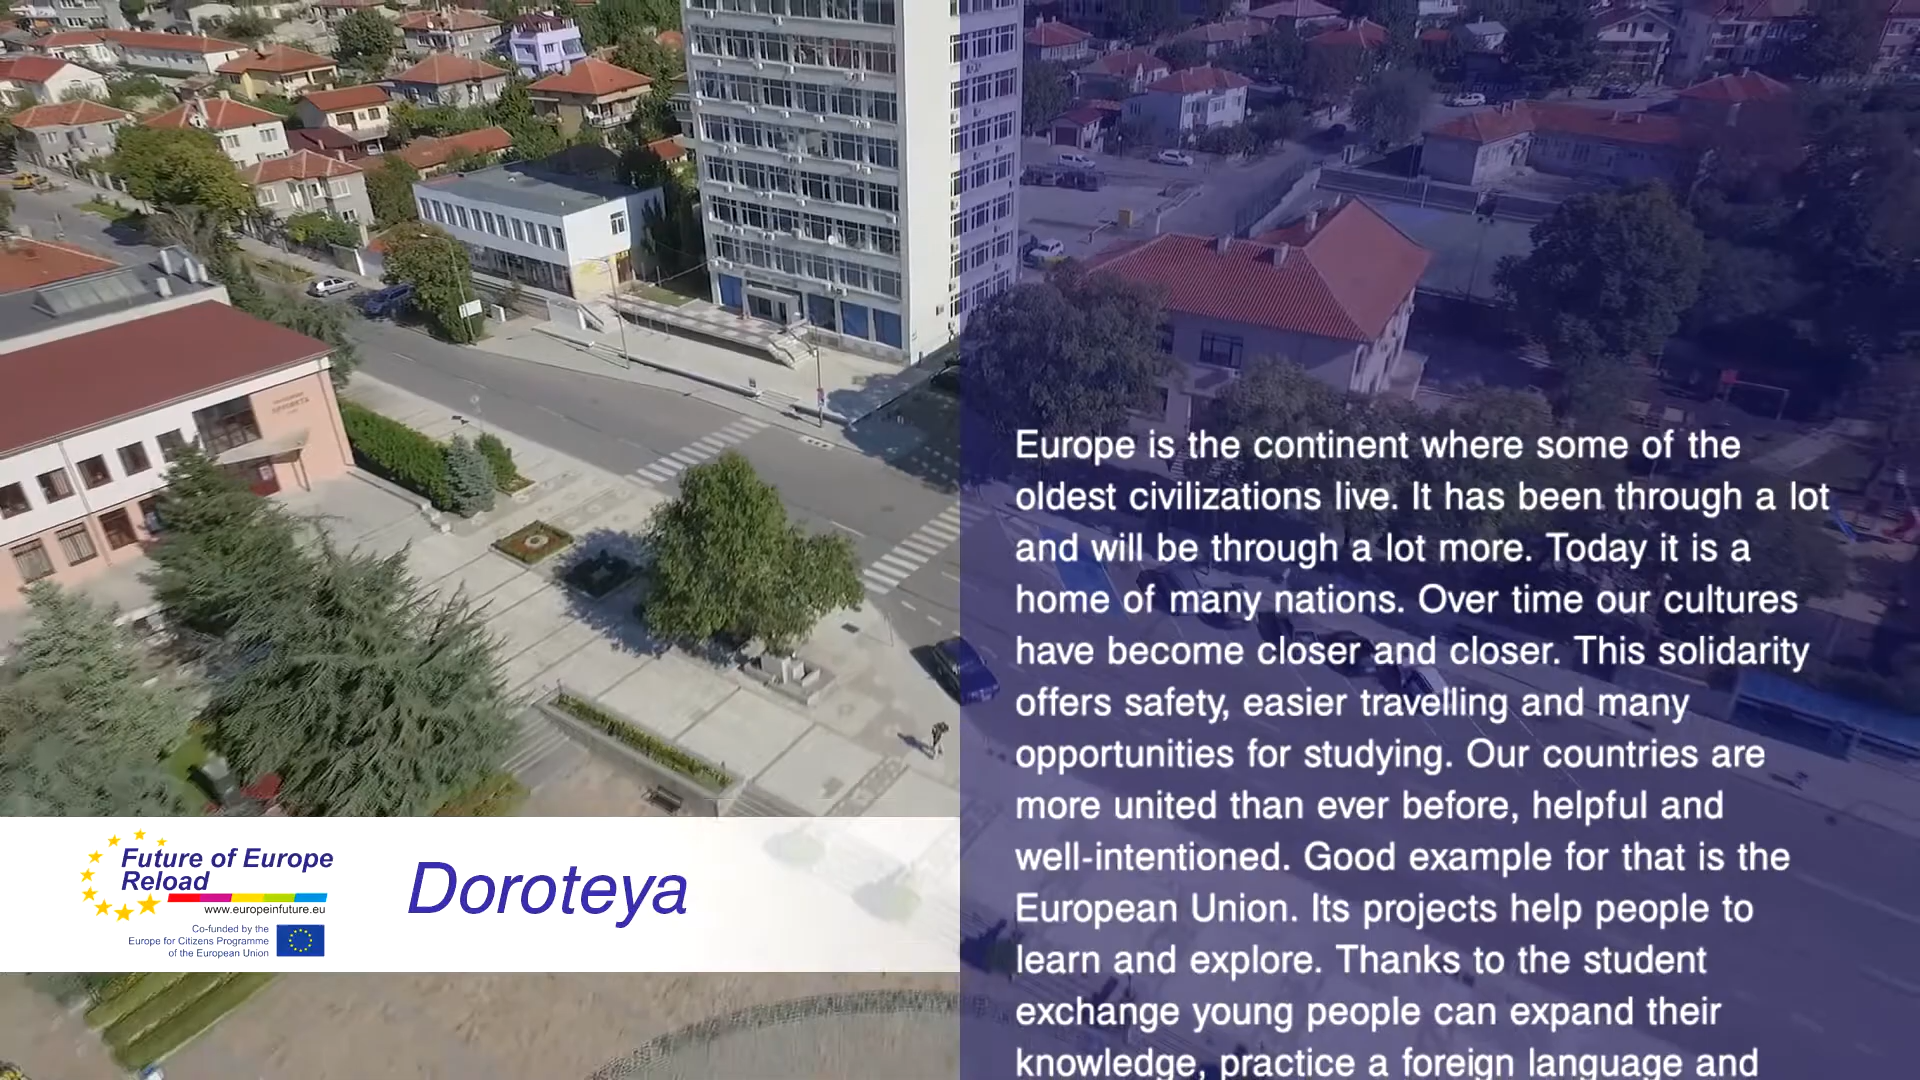 Future of Europe
Reload
www.europeinfuture.eu
Co-funded by the
Europe for Citizens Programme
of the European Union
Doroteya
Europe is the continent where some of the
oldest civilizations live. It has been through a lot
and will be through a lot more. Today it is a
home of many nations. Over time our cultures
have become closer and closer. This solidarity
offers safety, easier travelling and many
opportunities for studying. Our countries are
more united than ever before, helpful and
well-intentioned. Good example for that is the
European Union. Its projects help people to
learn and explore. Thanks to the student
exchange young people can expand their
knowledge, practice a foreign language and